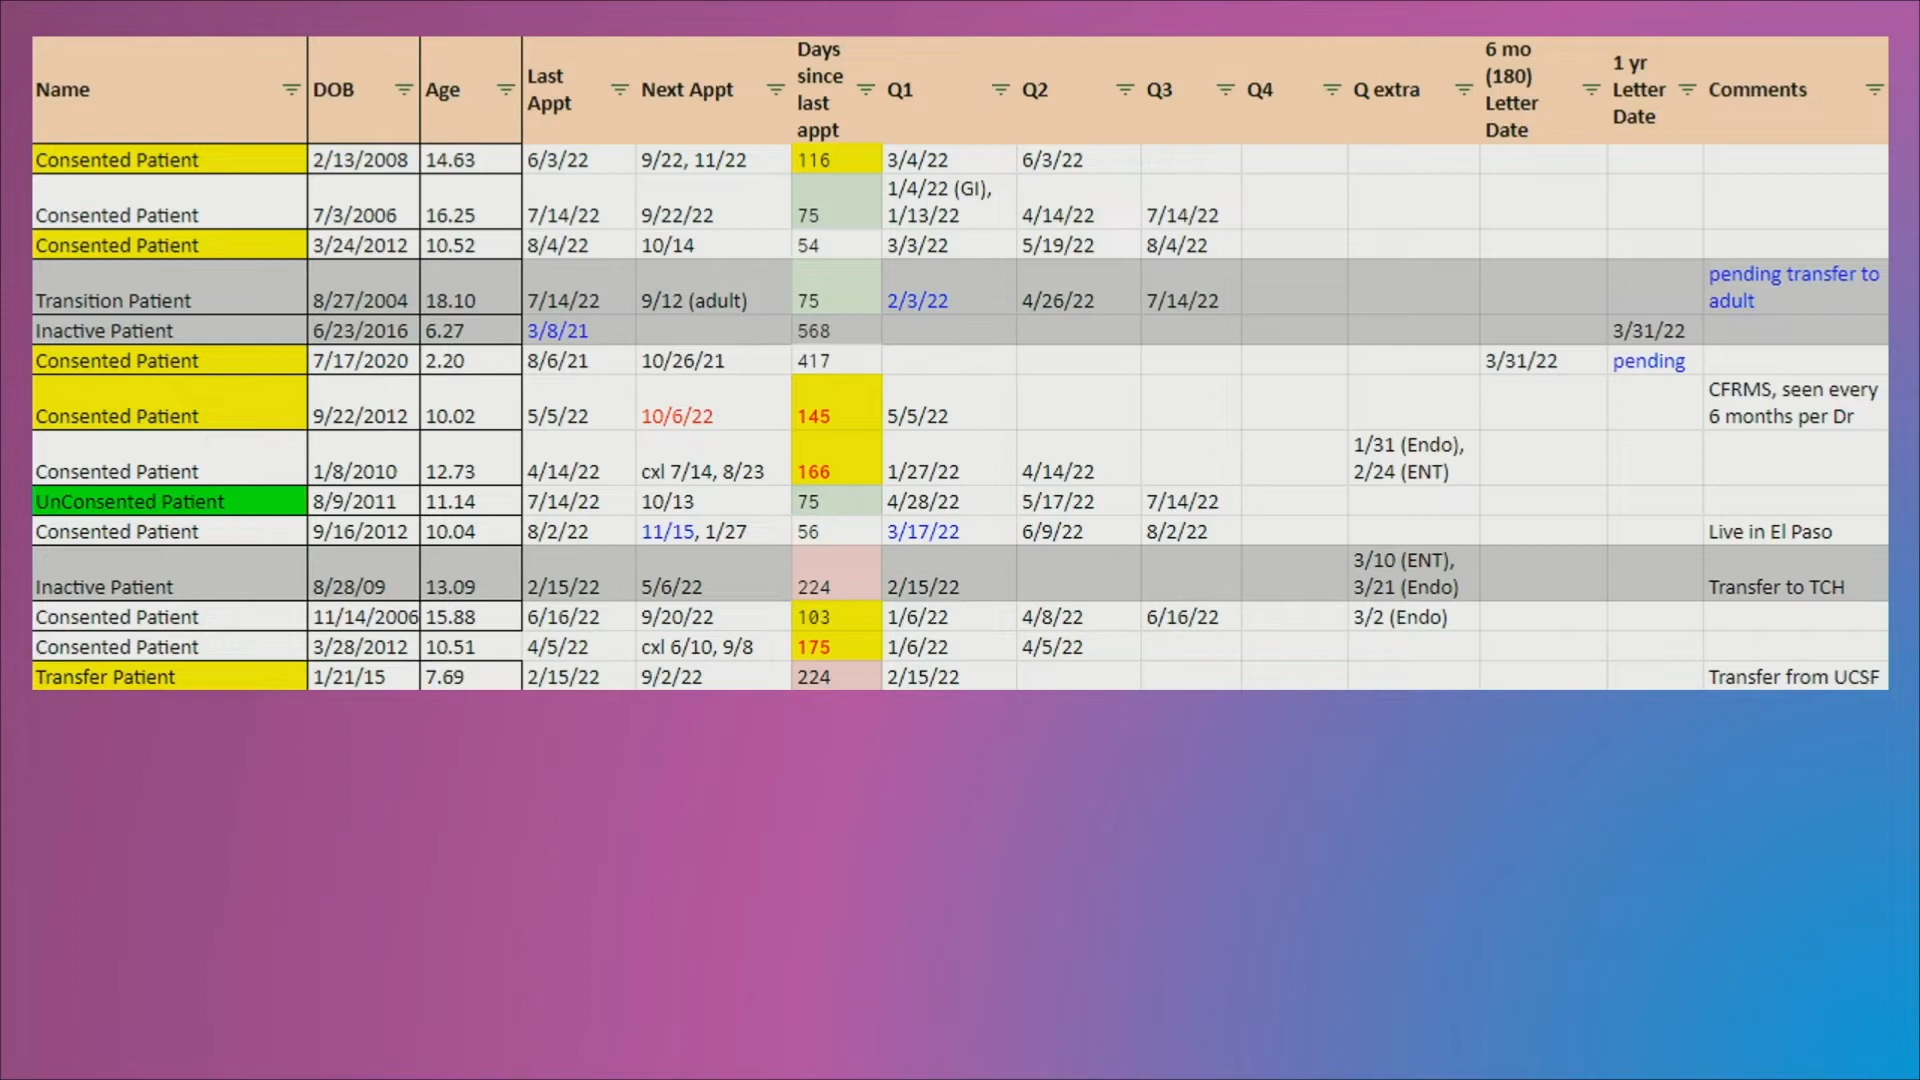 Name DOB Age Last Appt Next Appt Days since last appt Q1 Q2 Q3 Q4 Q extra 6 mo (180) Letter Date 1 yr Letter Date Comments
Consented Patient 2/13/2008 14.63 6/3/22 9/22, 11/22 116 3/4/22 6/3/22
Consented Patient 7/3/2006 16.25 7/14/22 9/22/22 75 1/4/22 (GI), 1/13/22 4/14/22 7/14/22
Consented Patient 3/24/2012 10.52 8/4/22 10/14 54 3/3/22 5/19/22 8/4/22
Transition Patient 8/27/2004 18.10 7/14/22 9/12 (adult) 75 2/3/22 4/26/22 7/14/22 pending transfer to adult
Inactive Patient 6/23/2016 6.27 3/8/21 568 3/31/22
Consented Patient 7/17/2020 2.20 8/6/21 10/26/21 417 3/31/22 pending
Consented Patient 9/22/2012 10.02 5/5/22 10/6/22 145 5/5/22 CFRMS, seen every 6 months per Dr
Consented Patient 1/8/2010 12.73 4/14/22 cxl 7/14, 8/23 166 1/27/22 4/14/22 1/31 (Endo), 2/24 (ENT)
UnConsented Patient 8/9/2011 11.14 7/14/22 10/13 75 4/28/22 5/17/22 7/14/22
Consented Patient 9/16/2012 10.04 8/2/22 11/15, 1/27 56 3/17/22 6/9/22 8/2/22 Live in El Paso
Inactive Patient 8/28/09 13.09 2/15/22 5/6/22 224 2/15/22 3/10 (ENT), 3/21 (Endo) Transfer to TCH
Consented Patient 11/14/2006 15.88 6/16/22 9/20/22 103 1/6/22 4/8/22 6/16/22 3/2 (Endo)
Consented Patient 3/28/2012 10.51 4/5/22 cxl 6/10, 9/8 175 1/6/22 4/5/22
Transfer Patient 1/21/15 7.69 2/15/22 9/2/22 224 2/15/22 Transfer from UCSF